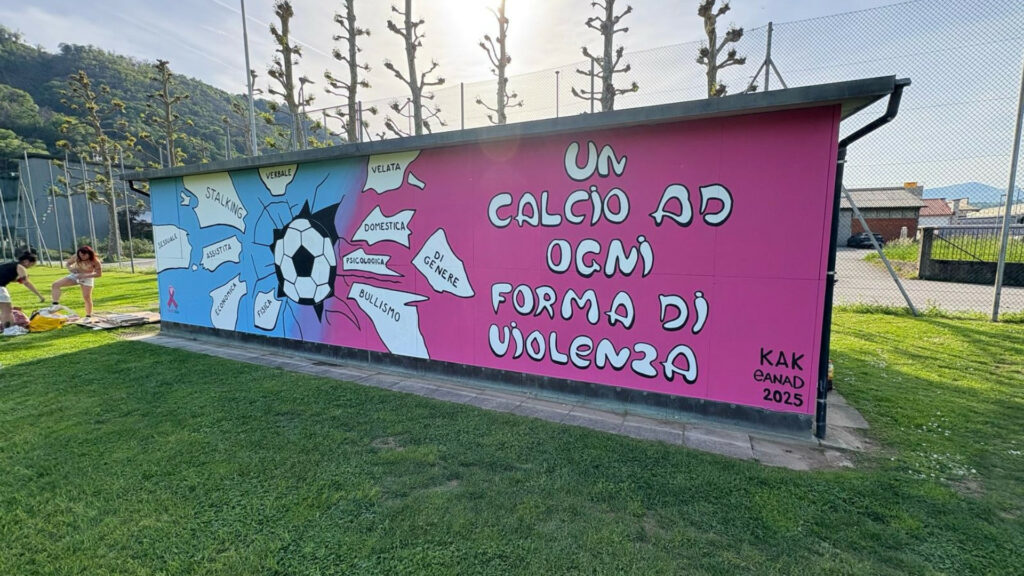 VERBALE
VELATA
STALKING
SESSUALE
ASSISTITA
DOMESTICA
PSICOLOGICA
DI
GENERE
ECONOMICA
FISICA
BULLISMO
UN
CALCIO AD
OGNI
FORMA DI
VIOLENZA
KAK
eANAD
2025